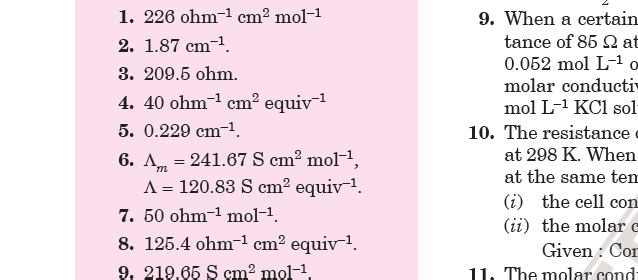 1. 226 ohm⁻¹ cm² mol⁻¹
2. 1.87 cm⁻¹.
3. 209.5 ohm.
4. 40 ohm⁻¹ cm² equiv⁻¹
5. 0.229 cm⁻¹.
6. Λₘ = 241.67 S cm² mol⁻¹,
Λ = 120.83 S cm² equiv⁻¹.
7. 50 ohm⁻¹ mol⁻¹.
8. 125.4 ohm⁻¹ cm² equiv⁻¹.
9. 219.65 S cm² mol⁻¹.
9. When a certain
tance of 85 Ω at
0.052 mol L⁻¹ o
molar conductiv
mol L⁻¹ KCl sol
10. The resistance
at 298 K. When
at the same tem
(i) the cell con
(ii) the molar c
Given : Con
11. The molar cond